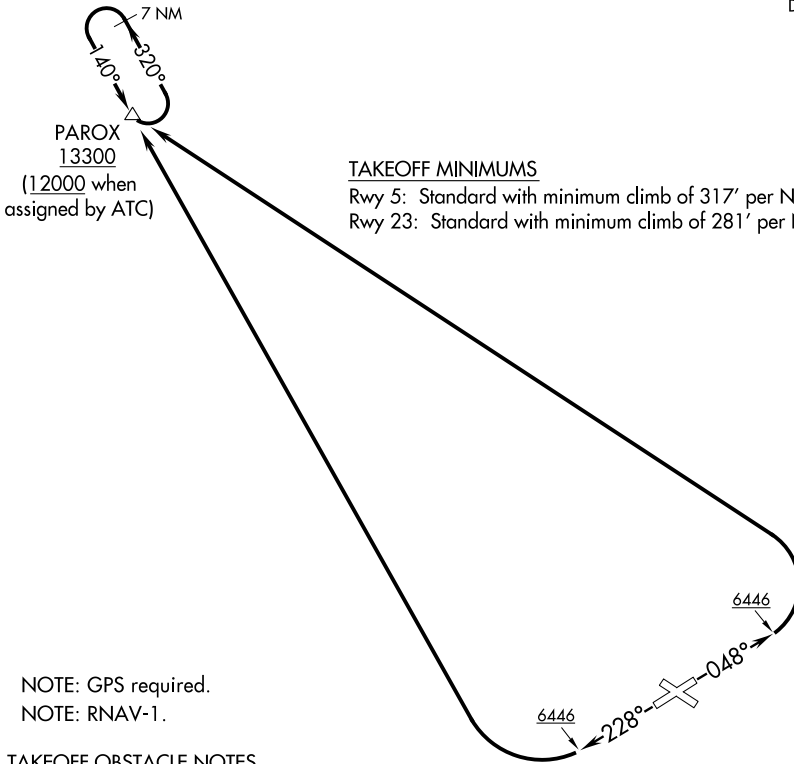 7 NM
140°
320°
PAROX
13300
(12000 when
assigned by ATC)
TAKEOFF MINIMUMS
Rwy 5: Standard with minimum climb of 317' per N
Rwy 23: Standard with minimum climb of 281' per
6446
048°
NOTE: GPS required.
NOTE: RNAV-1.
6446
228°
TAKEOFF OBSTACLE NOTES